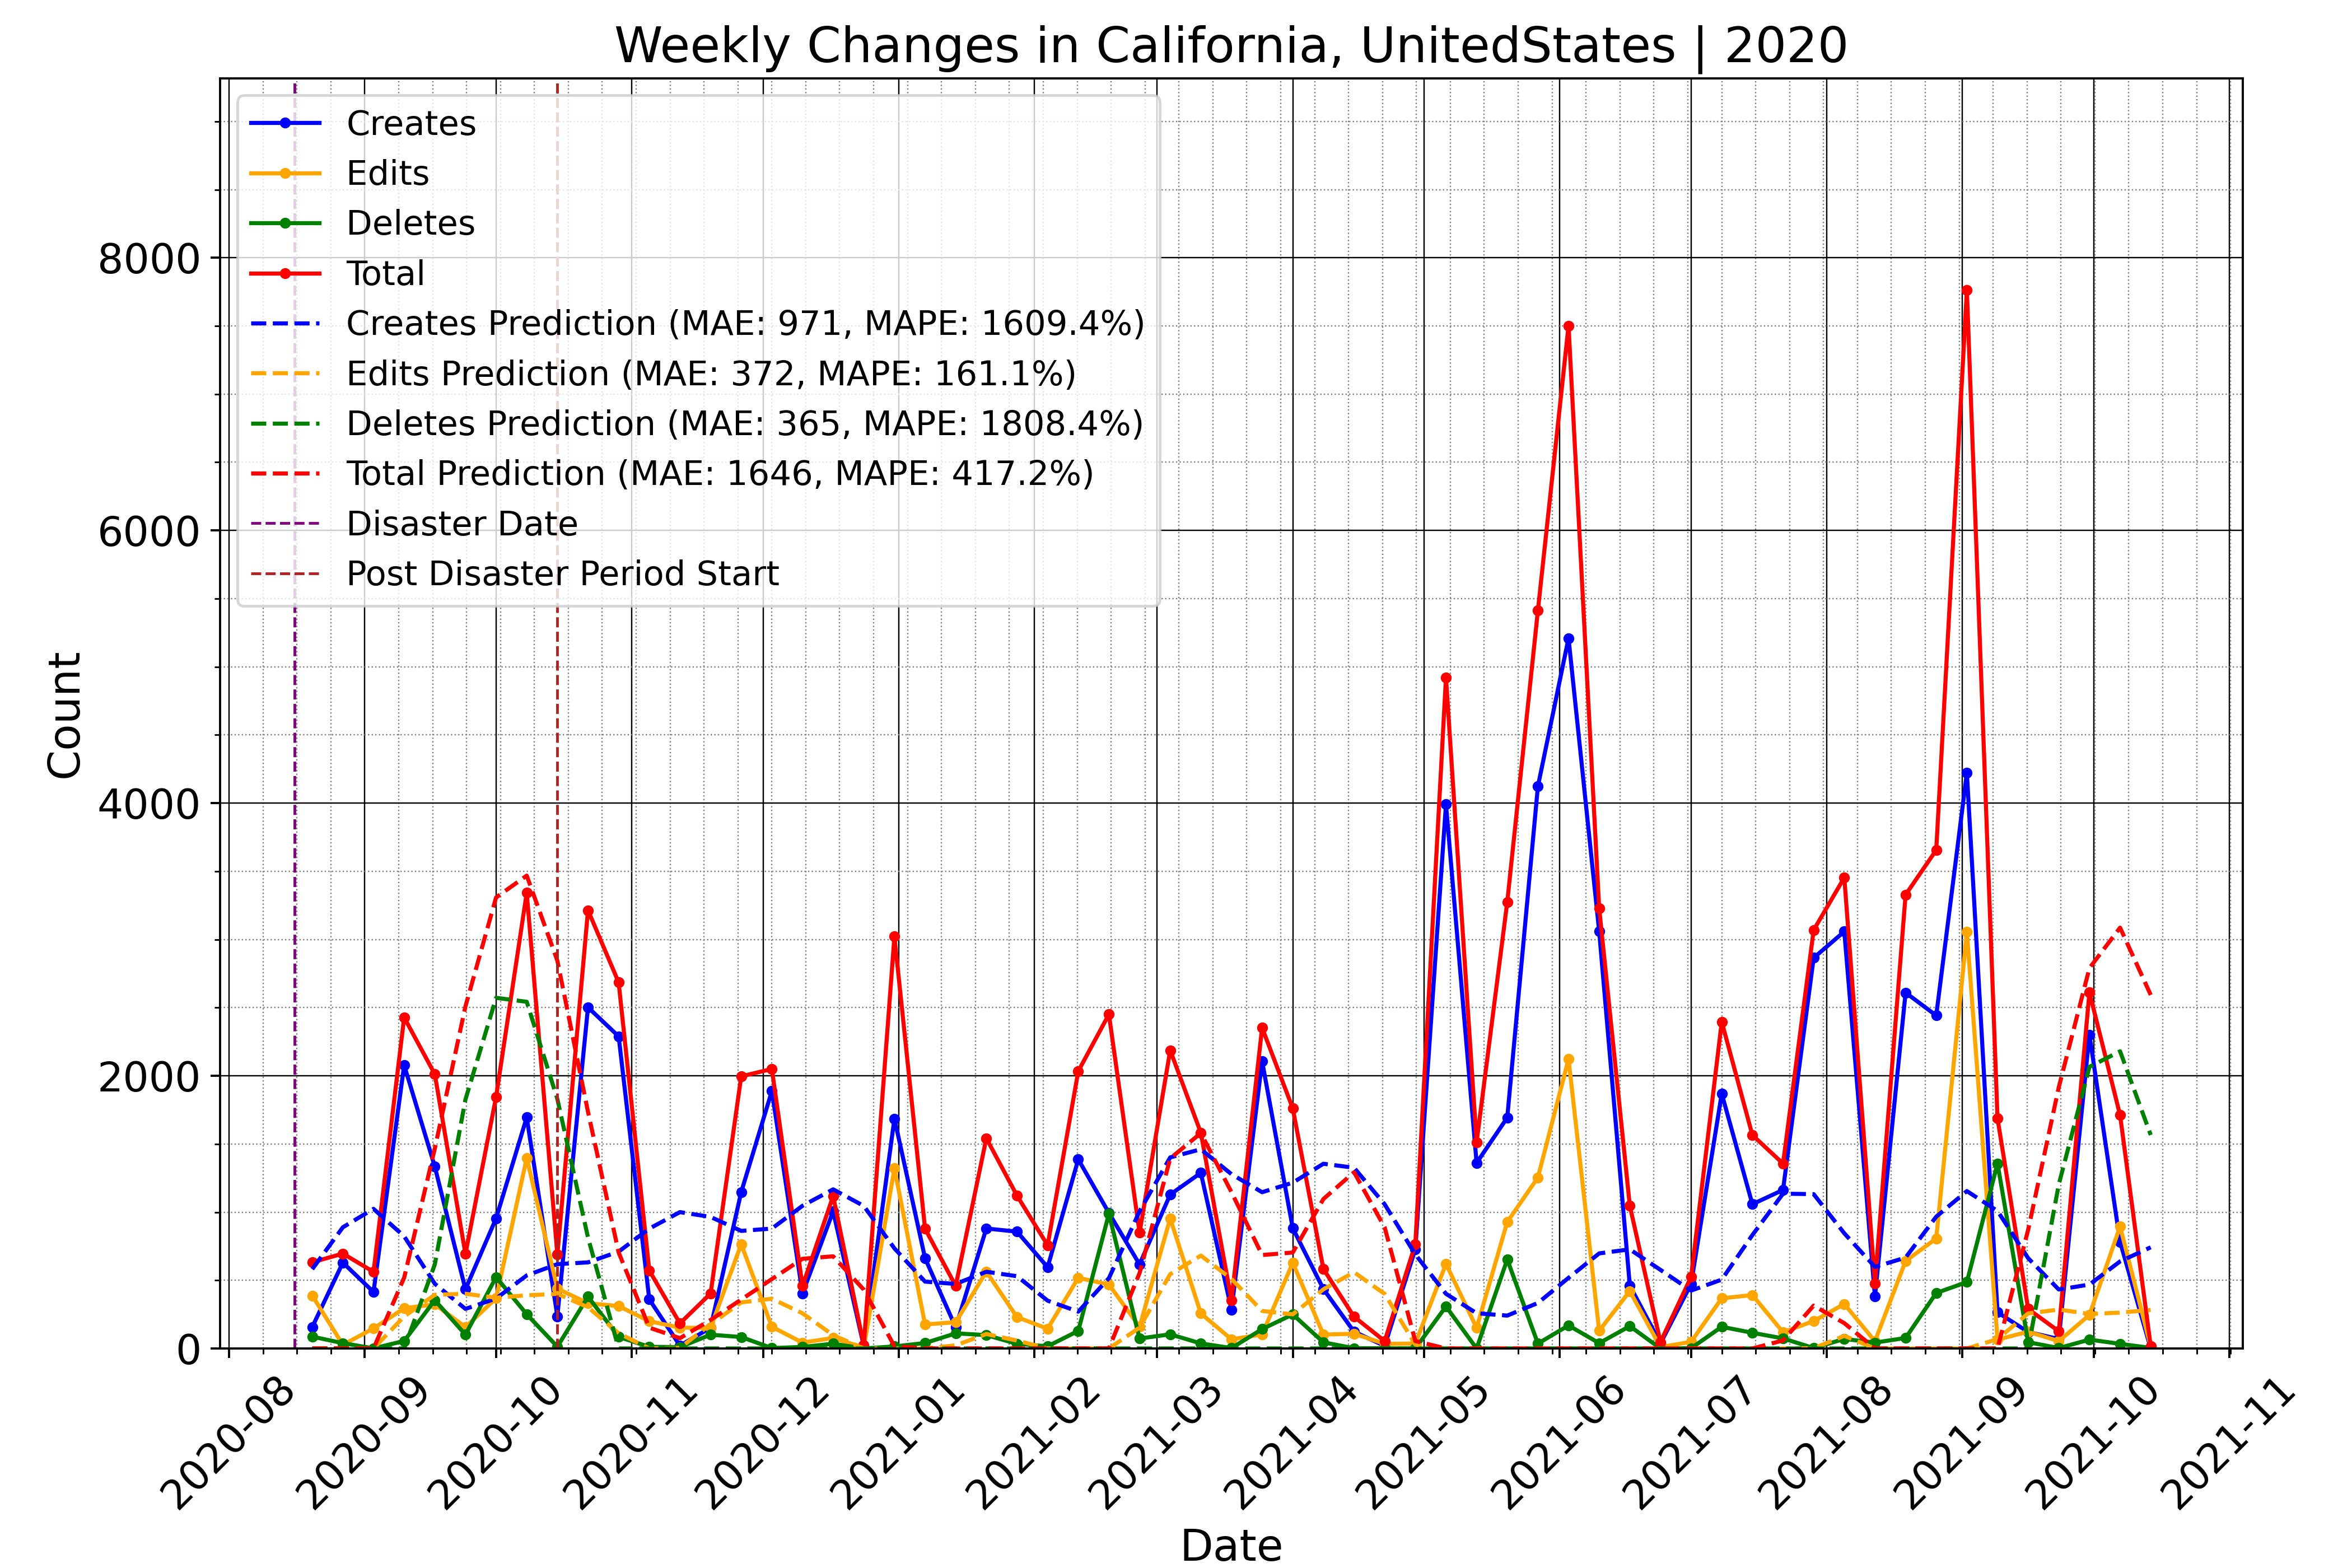 Weekly Changes in California, UnitedStates | 2020
Creates
Edits
Deletes
Total
Creates Prediction (MAE: 971, MAPE: 1609.4%)
Edits Prediction (MAE: 372, MAPE: 161.1%)
Deletes Prediction (MAE: 365, MAPE: 1808.4%)
Total Prediction (MAE: 1646, MAPE: 417.2%)
Disaster Date
Post Disaster Period Start
8000
6000
4000
2000
0
Count
2020-08
2020-09
2020-10
2020-11
2020-12
2021-01
2021-02
2021-03
2021-04
2021-05
2021-06
2021-07
2021-08
2021-09
2021-10
2021-11
Date